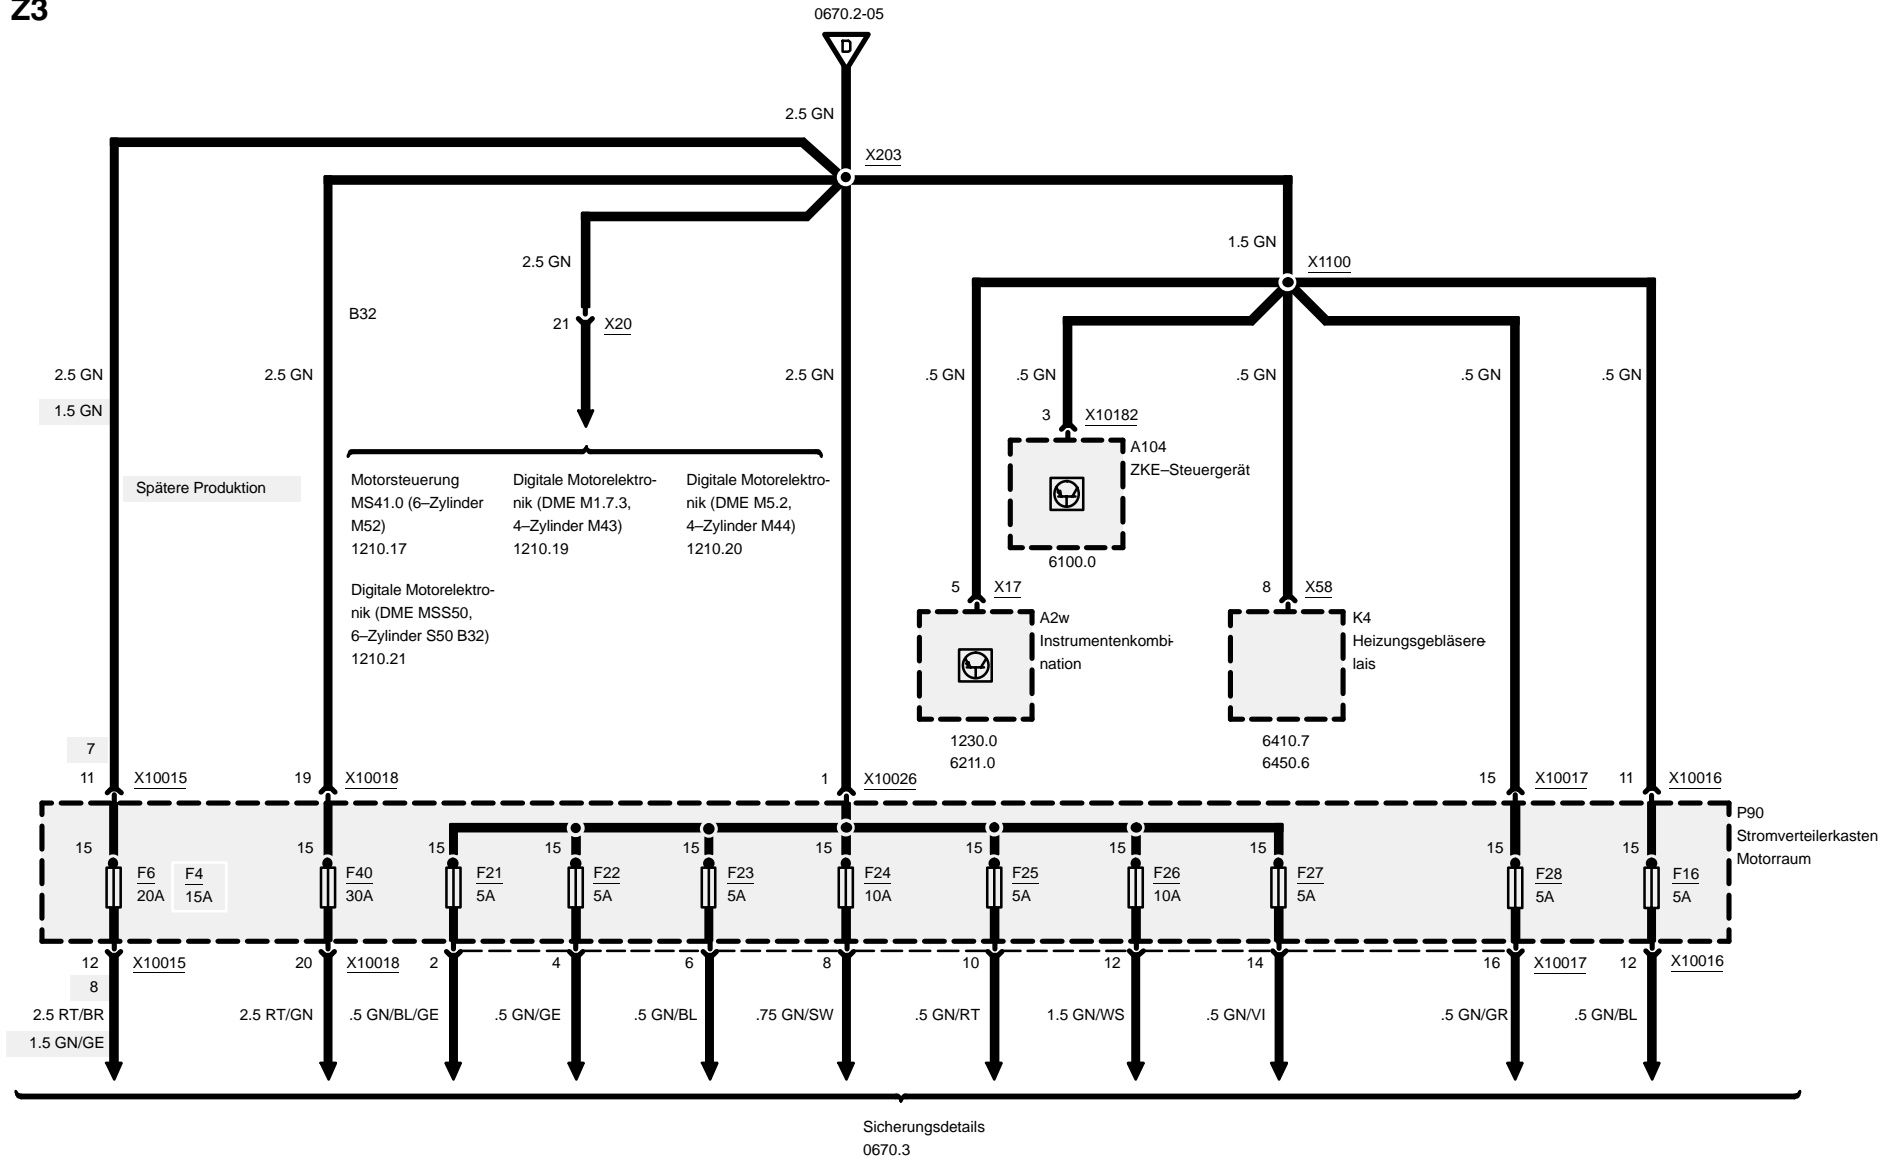 Z3
0670.2-05
D
2.5 GN
X203
1.5 GN
X1100
2.5 GN
21
X20
B32
2.5 GN
1.5 GN
2.5 GN
2.5 GN
.5 GN
.5 GN
.5 GN
.5 GN
.5 GN
3
X10182
A104
ZKE–Steuergerät
6100.0
Spätere Produktion
Motorsteuerung
MS41.0 (6–Zylinder
M52)
1210.17
Digitale Motorelektro-
nik (DME M1.7.3,
4–Zylinder M43)
1210.19
Digitale Motorelektro-
nik (DME M5.2,
4–Zylinder M44)
1210.20
Digitale Motorelektro-
nik (DME MSS50,
6–Zylinder S50 B32)
1210.21
5
X17
A2w
Instrumentenkombi-
nation
1230.0
6211.0
8
X58
K4
Heizungsgebläsere-
lais
6410.7
6450.6
7
11
X10015
19
X10018
1
X10026
15
X10017
11
X10016
P90
Stromverteilerkasten
Motorraum
15
F6
20A
F4
15A
15
F40
30A
15
F21
5A
15
F22
5A
15
F23
5A
15
F24
10A
15
F25
5A
15
F26
10A
15
F27
5A
15
F28
5A
15
F16
5A
12
X10015
20
X10018
2
4
6
8
10
12
14
16
X10017
12
X10016
8
2.5 RT/BR
1.5 GN/GE
2.5 RT/GN
.5 GN/BL/GE
.5 GN/GE
.5 GN/BL
.75 GN/SW
.5 GN/RT
1.5 GN/WS
.5 GN/VI
.5 GN/GR
.5 GN/BL
Sicherungsdetails
0670.3